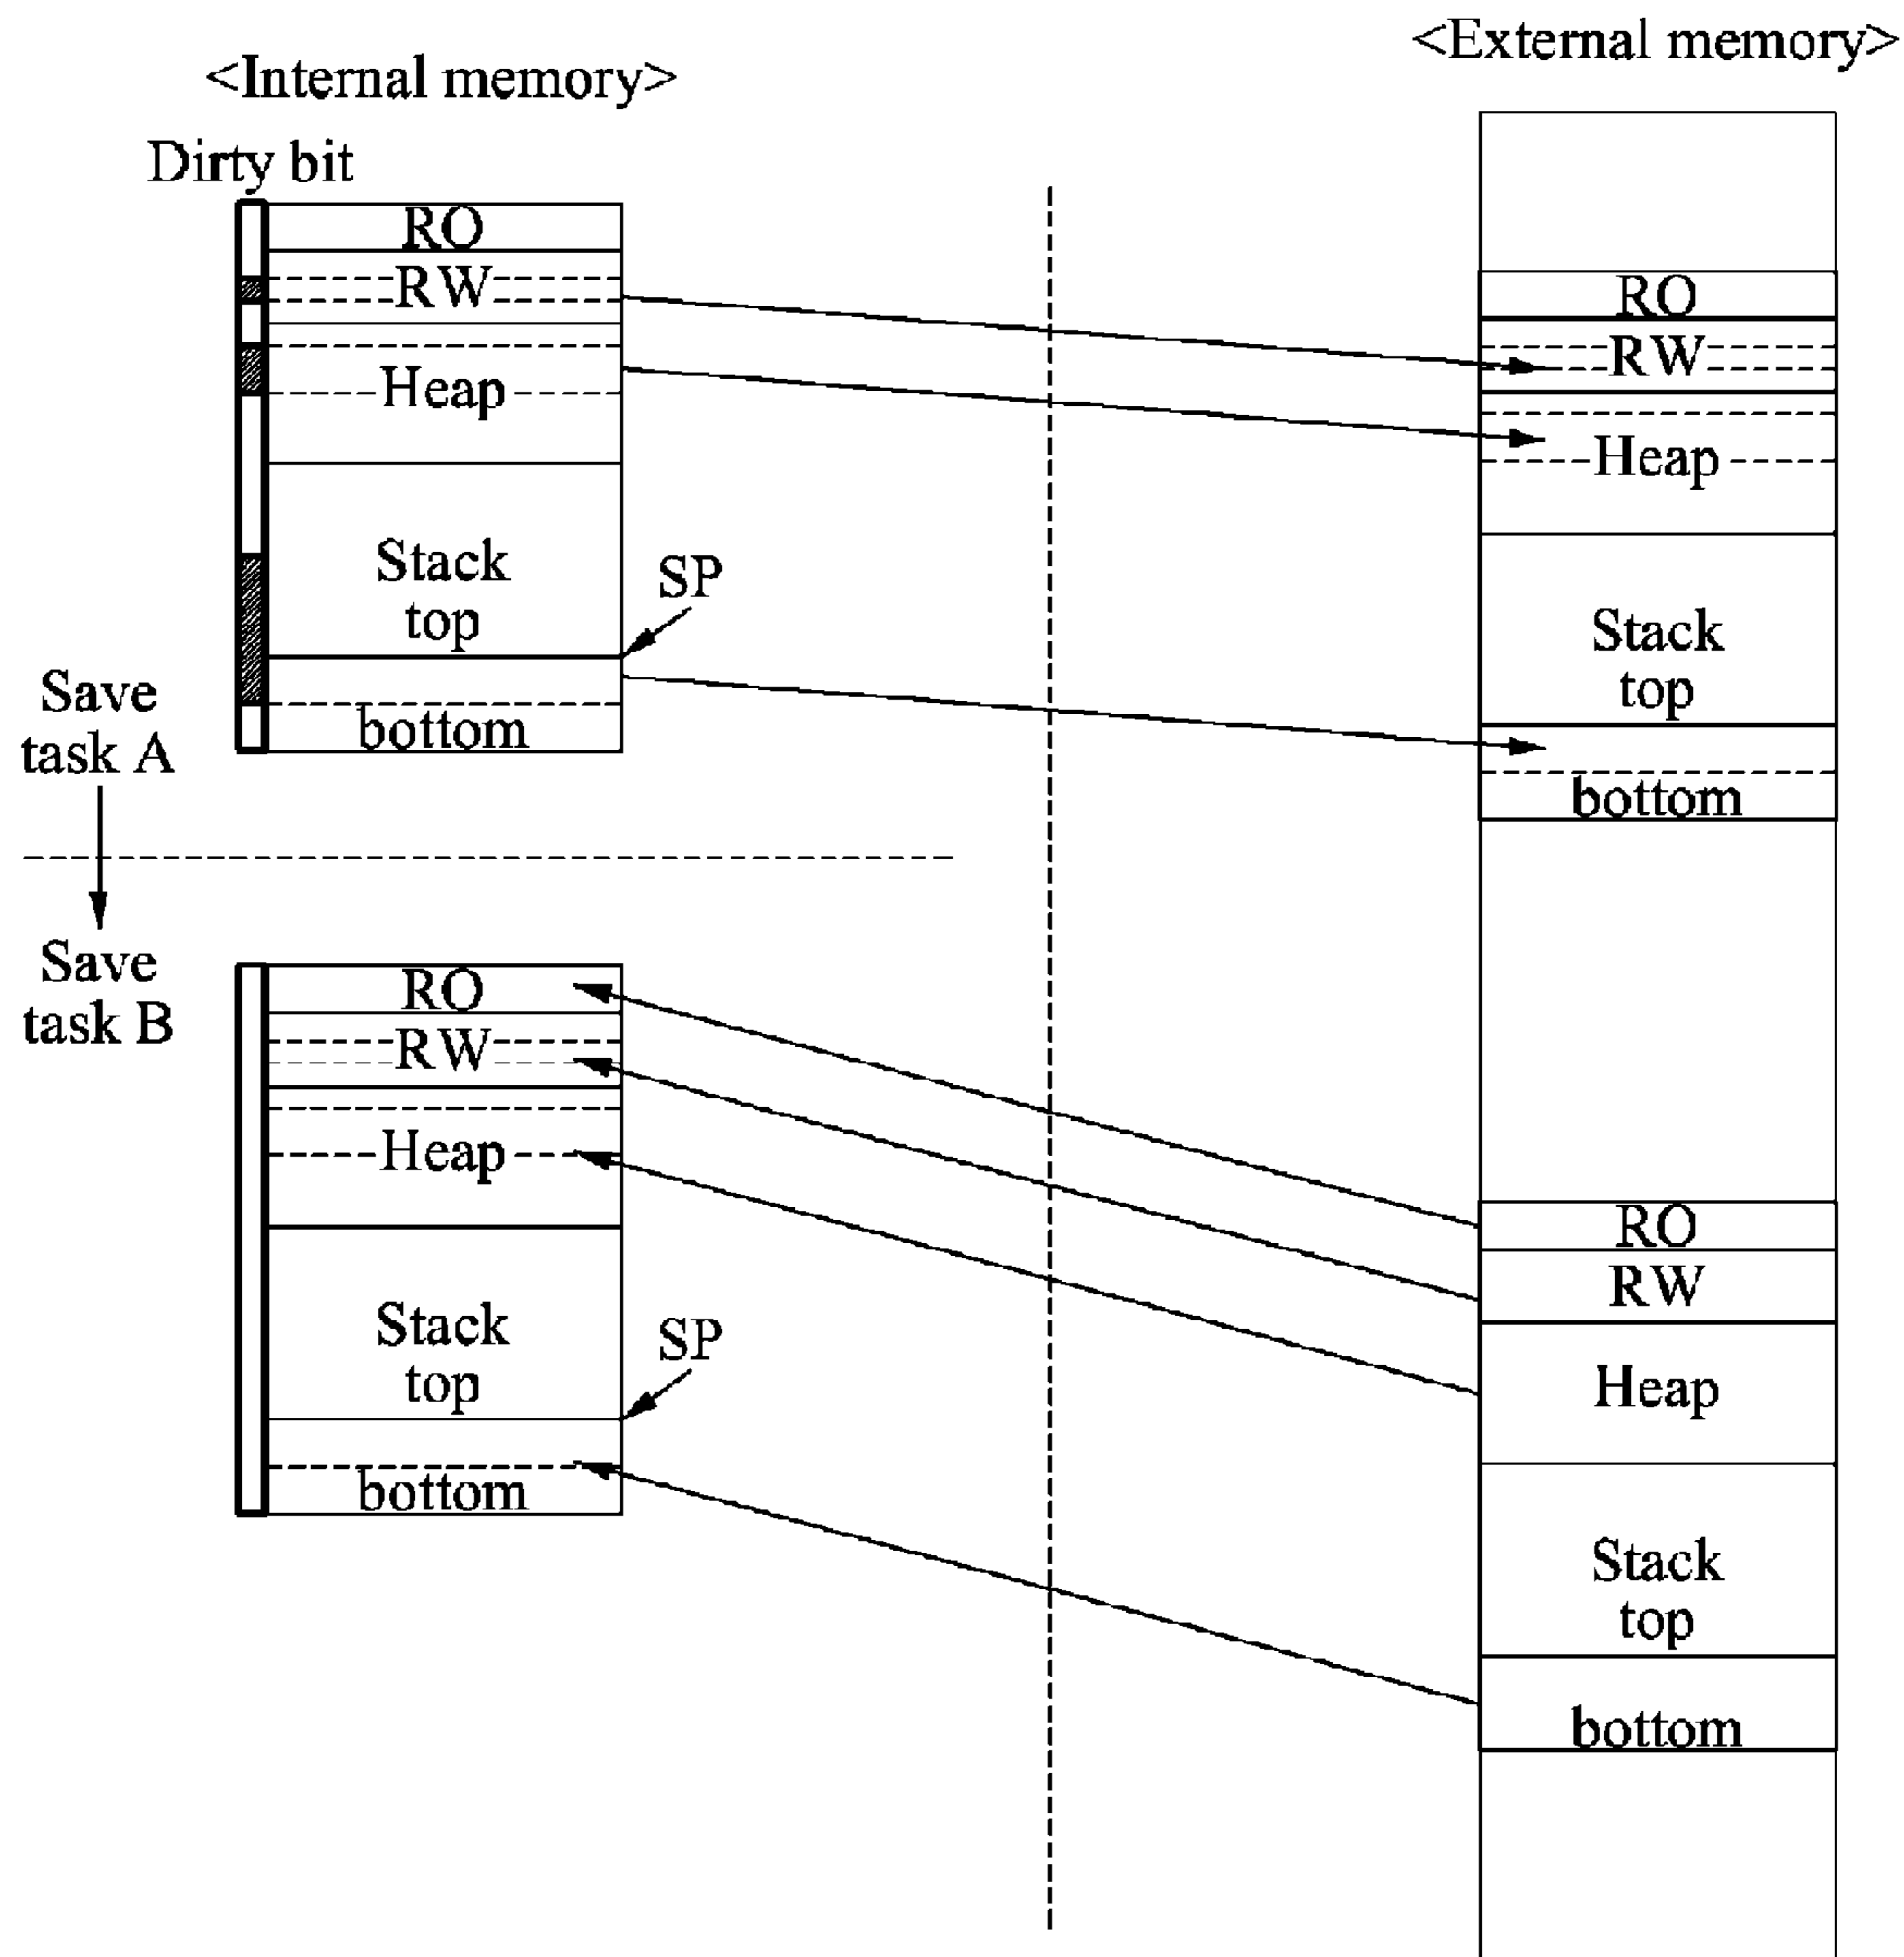 <Internal memory>
<External memory>
Dirty bit
RO
RW
Heap
Stack
top
SP
bottom
Save
task A
RO
RW
Heap
Stack
top
bottom
Save
task B
RO
RW
Heap
Stack
top
SP
bottom
RO
RW
Heap
Stack
top
bottom